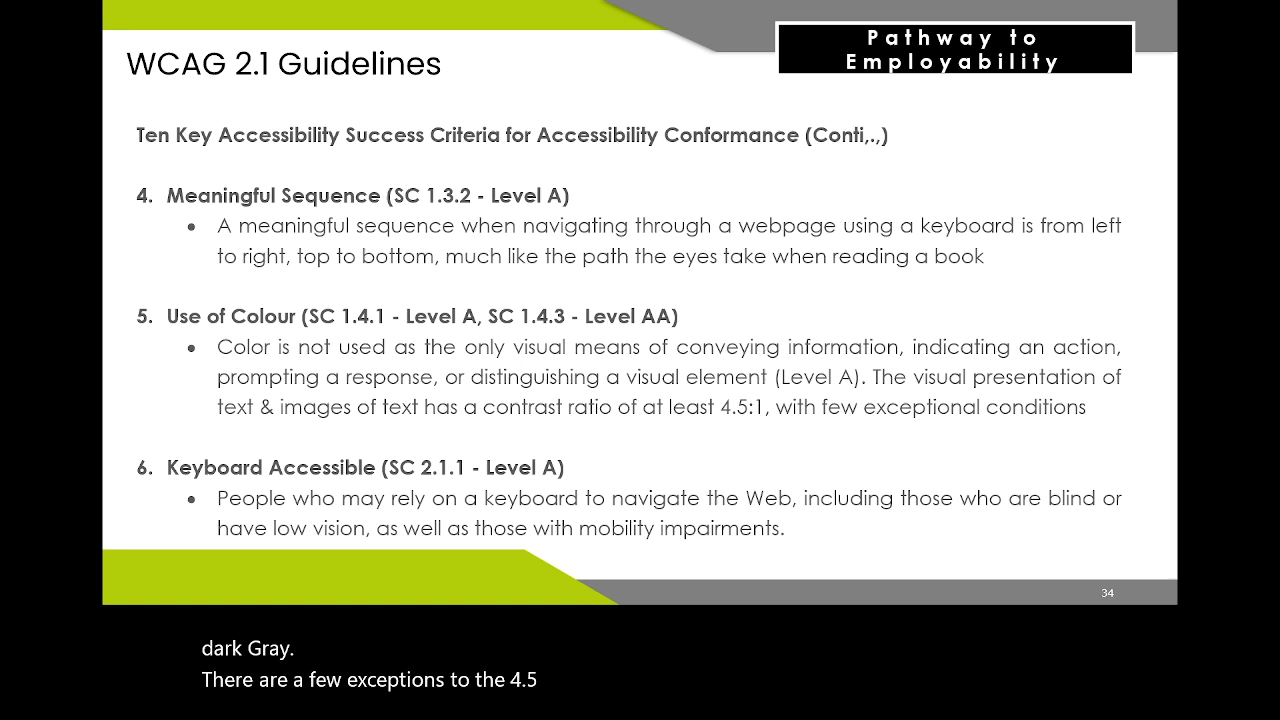 Pathway to
Employability
WCAG 2.1 Guidelines
Ten Key Accessibility Success Criteria for Accessibility Conformance (Conti,.,)
4. Meaningful Sequence (SC 1.3.2 - Level A)
• A meaningful sequence when navigating through a webpage using a keyboard is from left
to right, top to bottom, much like the path the eyes take when reading a book
5. Use of Colour (SC 1.4.1 - Level A, SC 1.4.3 - Level AA)
• Color is not used as the only visual means of conveying information, indicating an action,
prompting a response, or distinguishing a visual element (Level A). The visual presentation of
text & images of text has a contrast ratio of at least 4.5:1, with few exceptional conditions
6. Keyboard Accessible (SC 2.1.1 - Level A)
• People who may rely on a keyboard to navigate the Web, including those who are blind or
have low vision, as well as those with mobility impairments.
34
dark Gray.
There are a few exceptions to the 4.5